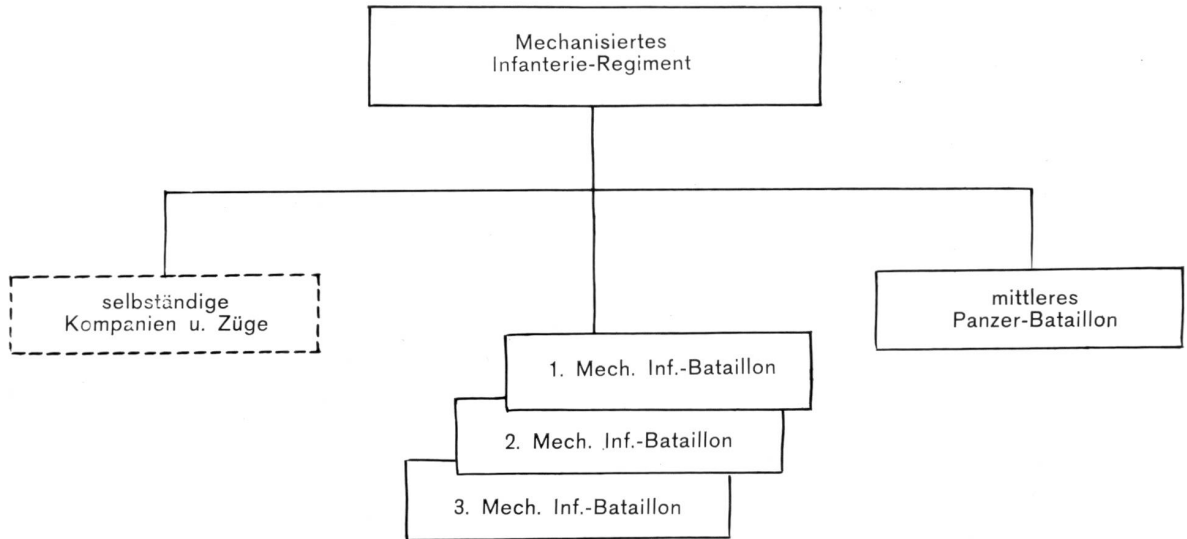 Mechanisiertes
Infanterie-Regiment
selbständige
Kompanien u. Züge
mittleres
Panzer-Bataillon
1. Mech. Inf.-Bataillon
2. Mech. Inf.-Bataillon
3. Mech. Inf.-Bataillon